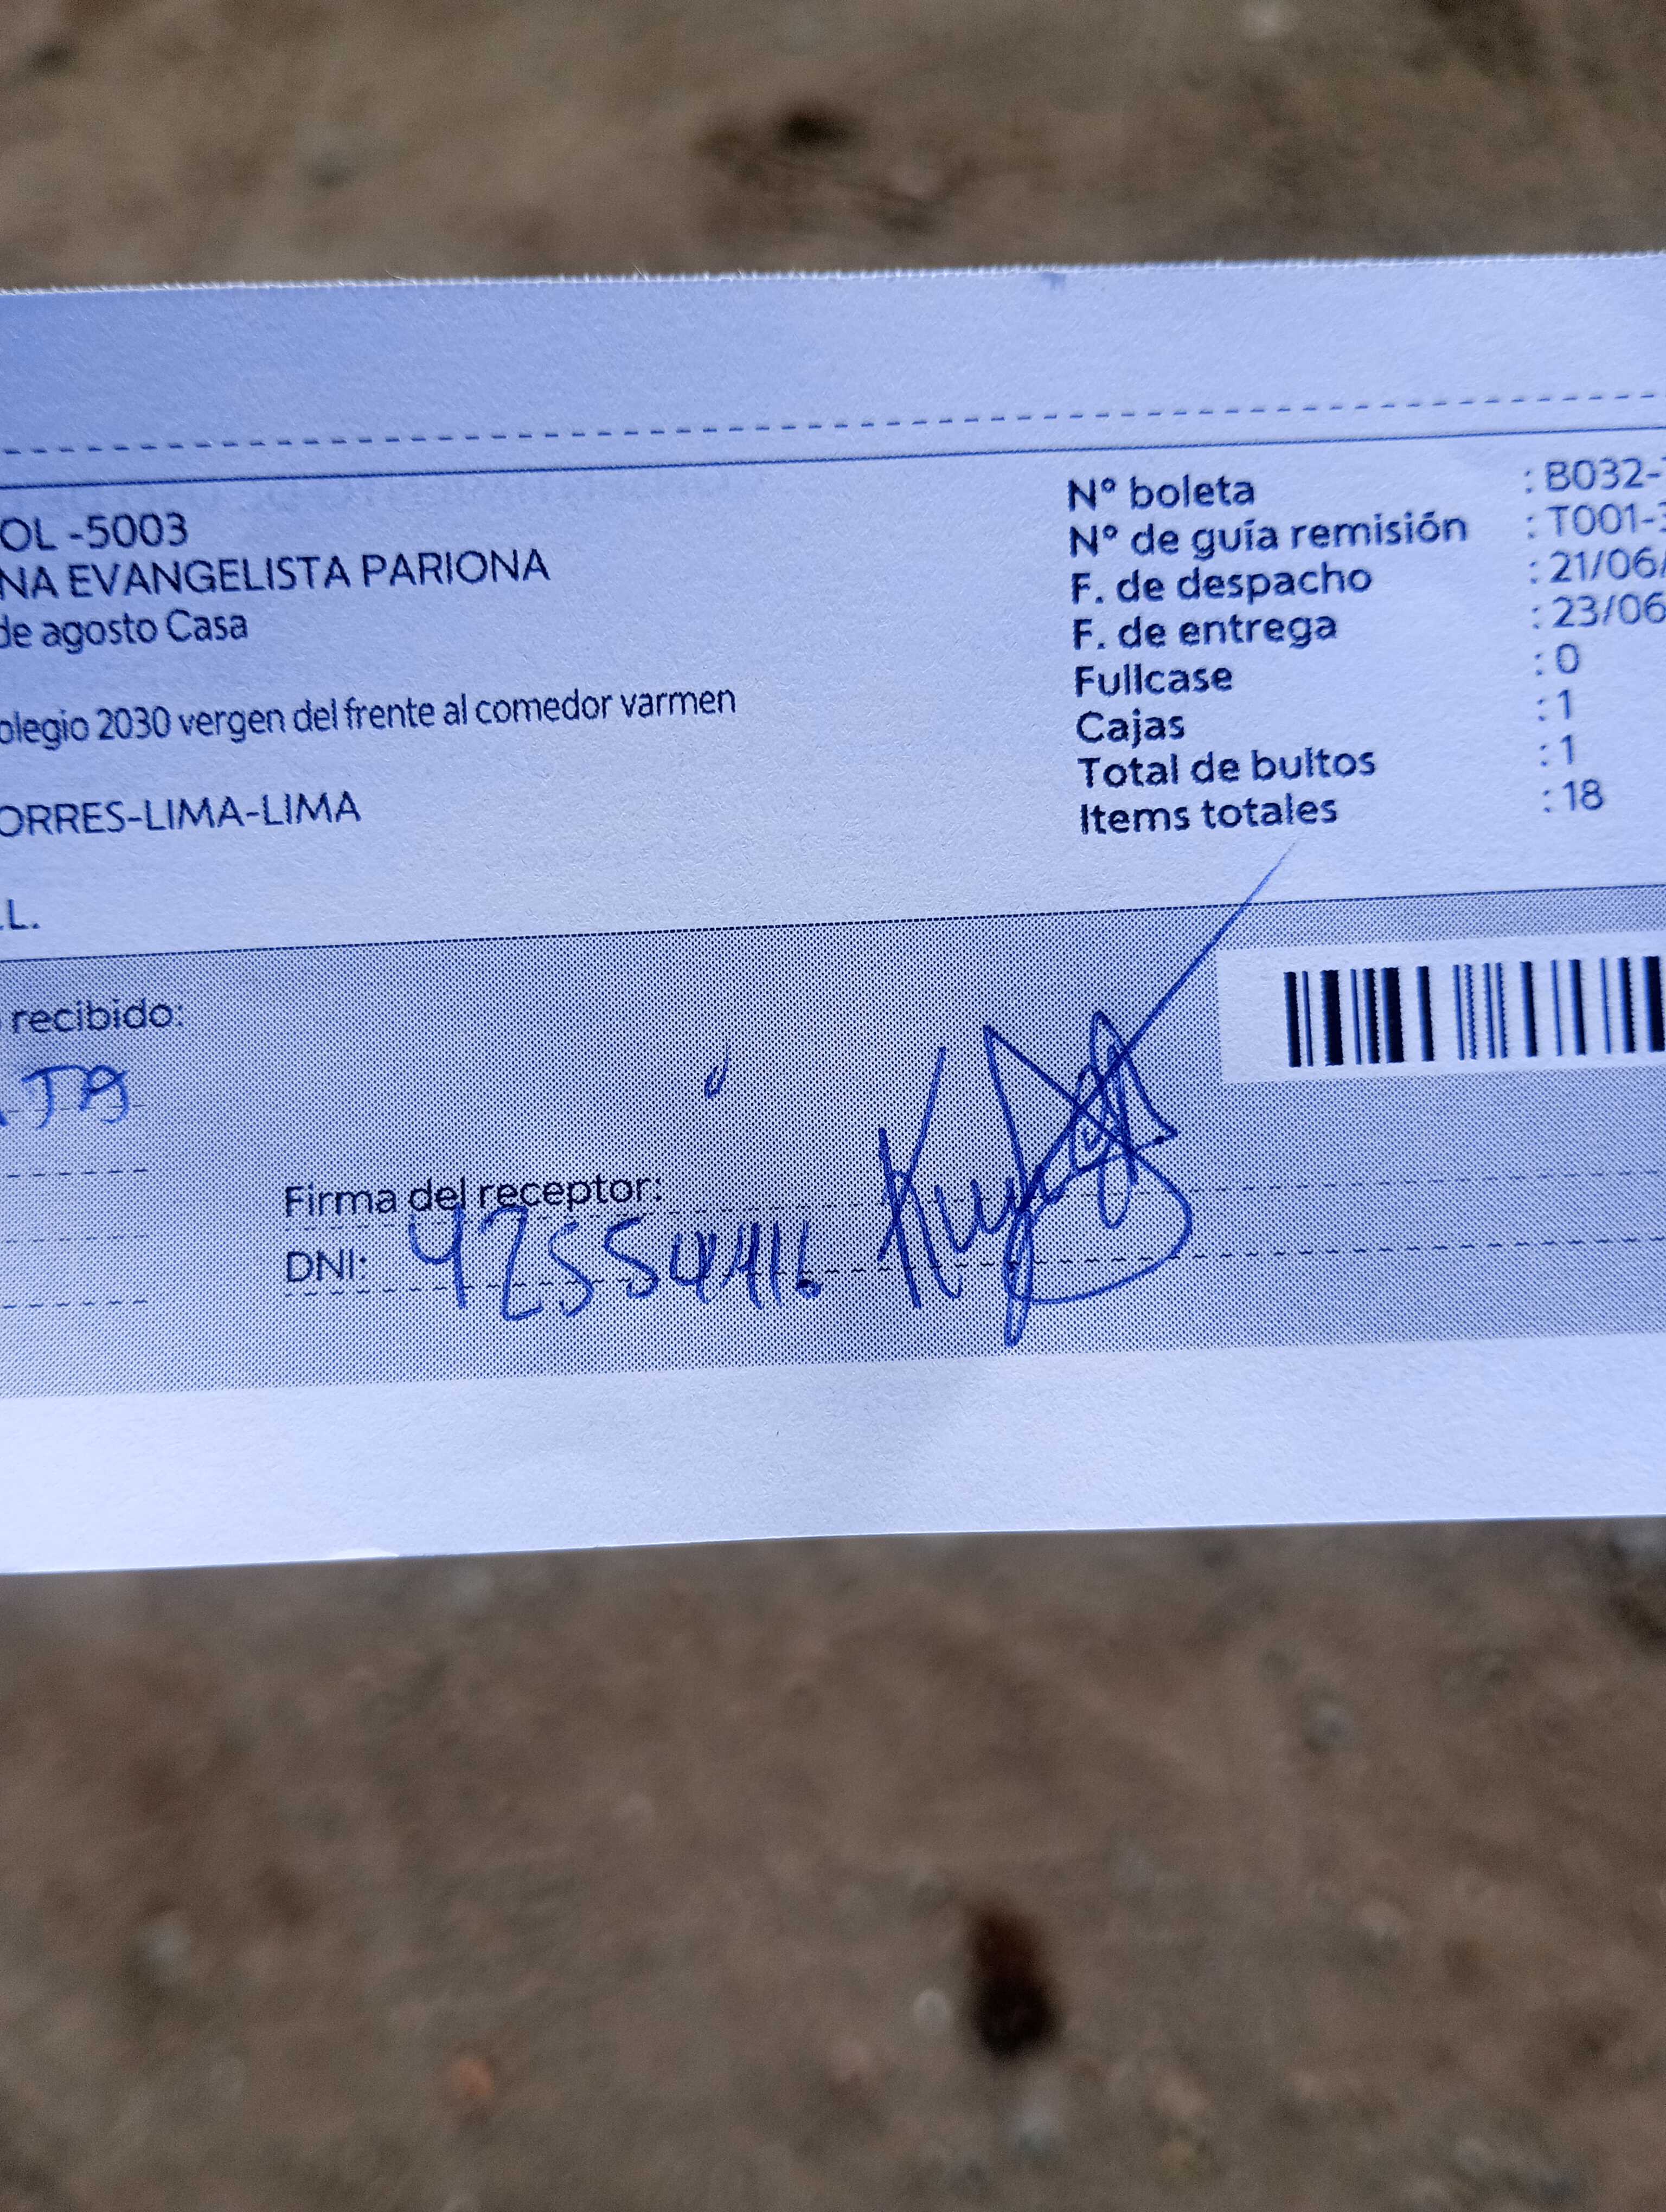 OL -5003
NA EVANGELISTA PARIONA
de agosto Casa
olegio 2030 vergen del frente al comedor varmen
ORRES-LIMA-LIMA
.L.
Nº boleta : B032-
Nº de guía remisión : T001-
F. de despacho : 21/06/
F. de entrega : 23/06
Fullcase : 0
Cajas : 1
Total de bultos : 1
Items totales : 18
recibido:
Firma del receptor:
DNI: 42554416